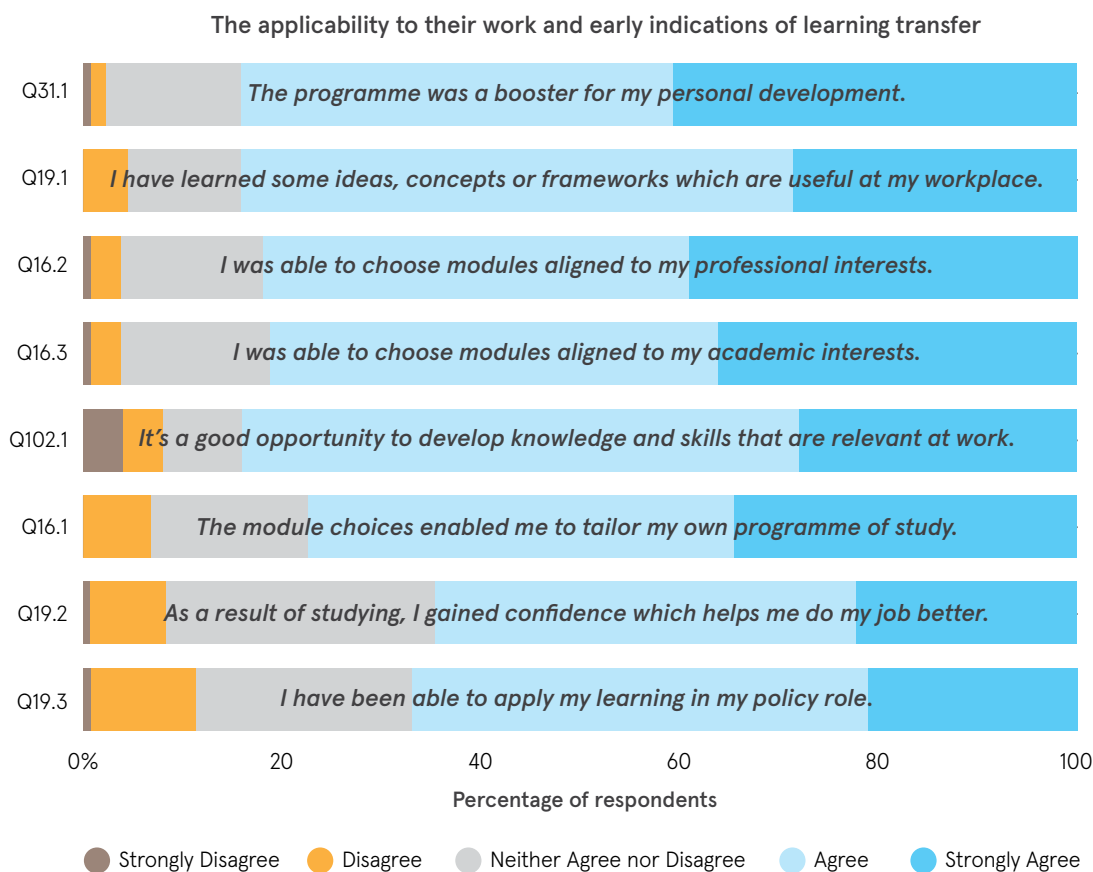 The applicability to their work and early indications of learning transfer
Q31.1 The programme was a booster for my personal development.
Q19.1 I have learned some ideas, concepts or frameworks which are useful at my workplace.
Q16.2 I was able to choose modules aligned to my professional interests.
Q16.3 I was able to choose modules aligned to my academic interests.
Q102.1 It’s a good opportunity to develop knowledge and skills that are relevant at work.
Q16.1 The module choices enabled me to tailor my own programme of study.
Q19.2 As a result of studying, I gained confidence which helps me do my job better.
Q19.3 I have been able to apply my learning in my policy role.
0% 20 40 60 80 100
Percentage of respondents
Strongly Disagree Disagree Neither Agree nor Disagree Agree Strongly Agree